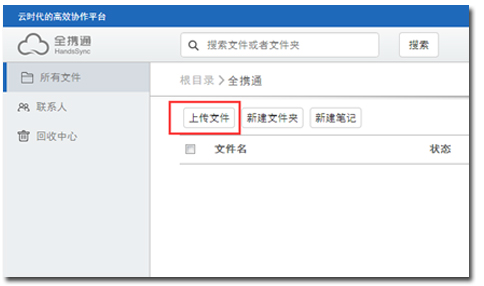 云时代的高效协作平台
全携通
HandsSync
搜索文件或者文件夹
搜索
所有文件
联系人
回收中心
根目录 > 全携通
上传文件 新建文件夹 新建笔记
文件名 状态